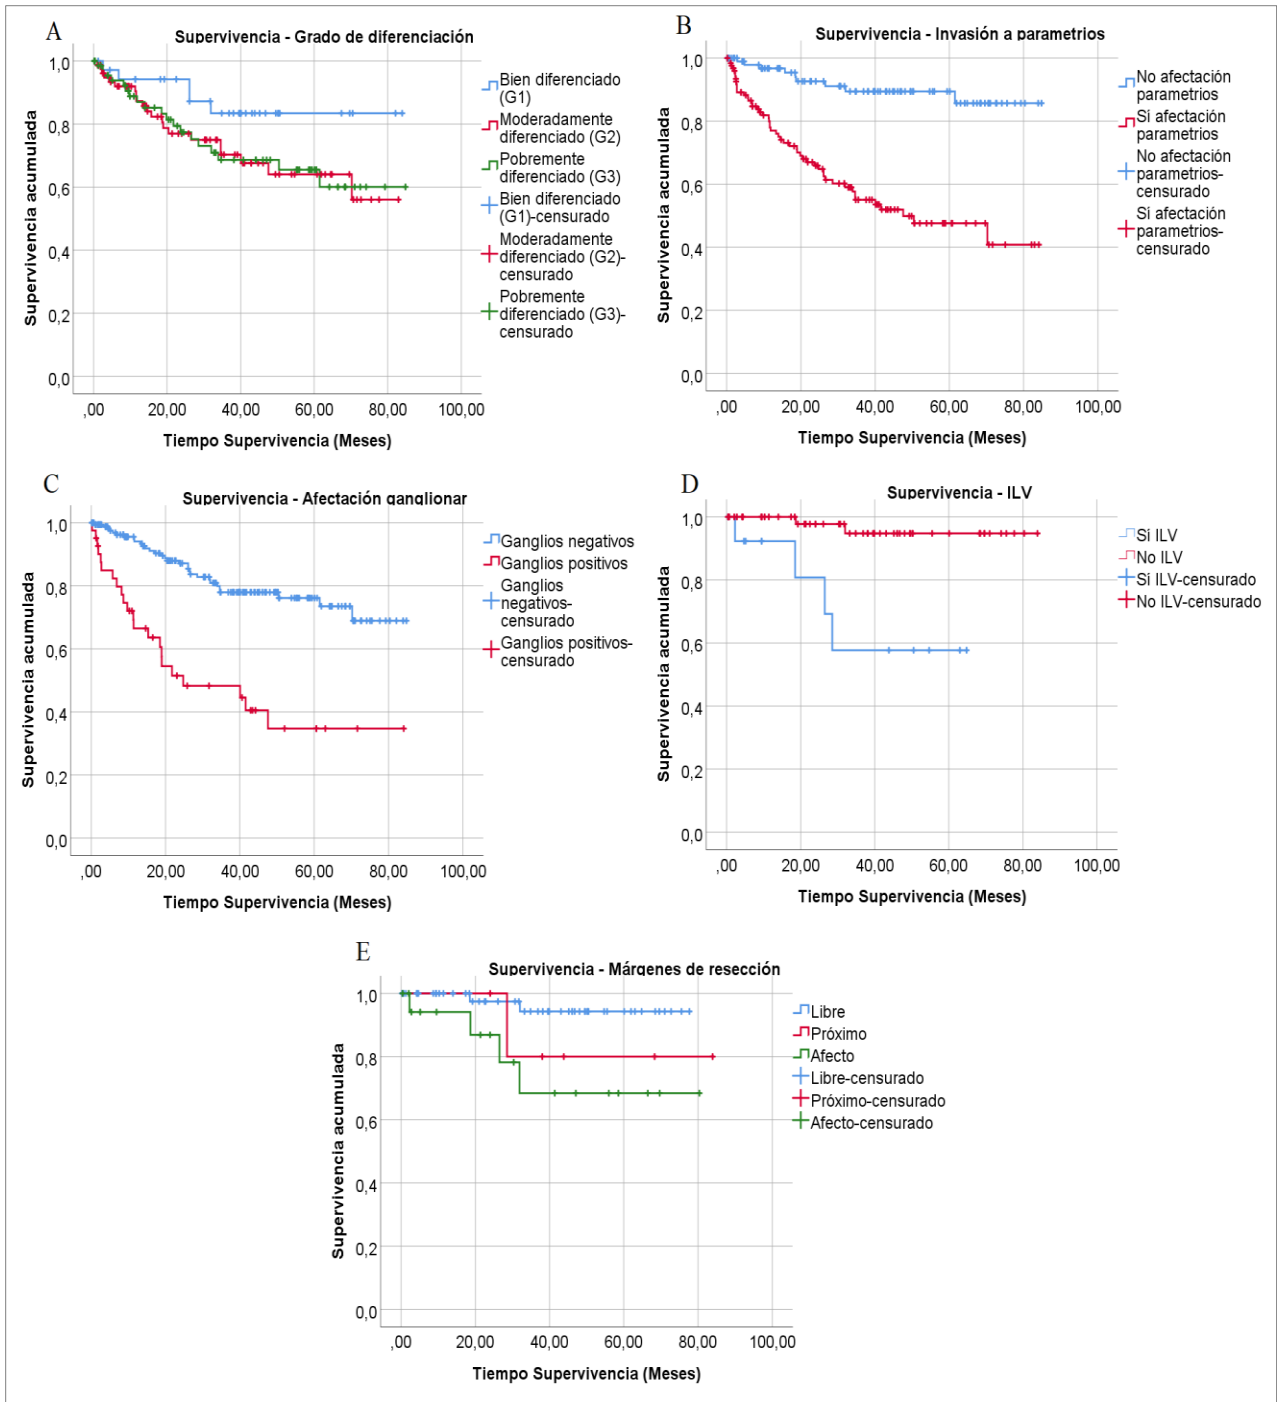 A
Supervivencia - Grado de diferenciación
1,0
0,8
0,6
0,4
0,2
0,0
Supervivencia acumulada
,00
20,00
40,00
60,00
80,00
100,00
Tiempo Supervivencia (Meses)
Bien diferenciado
(G1)
Moderadamente
diferenciado (G2)
Pobremente
diferenciado (G3)
Bien diferenciado
(G1)-censurado
Moderadamente
diferenciado (G2)-
censurado
Pobremente
diferenciado (G3)-
censurado
B
Supervivencia - Invasión a parametrios
1,0
0,8
0,6
0,4
0,2
0,0
Supervivencia acumulada
,00
20,00
40,00
60,00
80,00
100,00
Tiempo Supervivencia (Meses)
No afectación
parametrios
Si afectación
parametrios
No afectación
parametrios-
censurado
Si afectación
parametrios-
censurado
C
Supervivencia - Afectación ganglionar
1,0
0,8
0,6
0,4
0,2
0,0
Supervivencia acumulada
,00
20,00
40,00
60,00
80,00
100,00
Tiempo Supervivencia (Meses)
Ganglios negativos
Ganglios positivos
Ganglios
negativos-
censurado
Ganglios positivos-
censurado
D
Supervivencia - ILV
1,0
0,8
0,6
0,4
0,2
0,0
Supervivencia acumulada
,00
20,00
40,00
60,00
80,00
100,00
Tiempo Supervivencia (Meses)
Sí ILV
No ILV
Si ILV-censurado
No ILV-censurado
E
Supervivencia - Márgenes de resección
1,0
0,8
0,6
0,4
0,2
0,0
Supervivencia acumulada
,00
20,00
40,00
60,00
80,00
100,00
Tiempo Supervivencia (Meses)
Libre
Próximo
Afecto
Libre-censurado
Próximo-censurado
Afecto-censurado